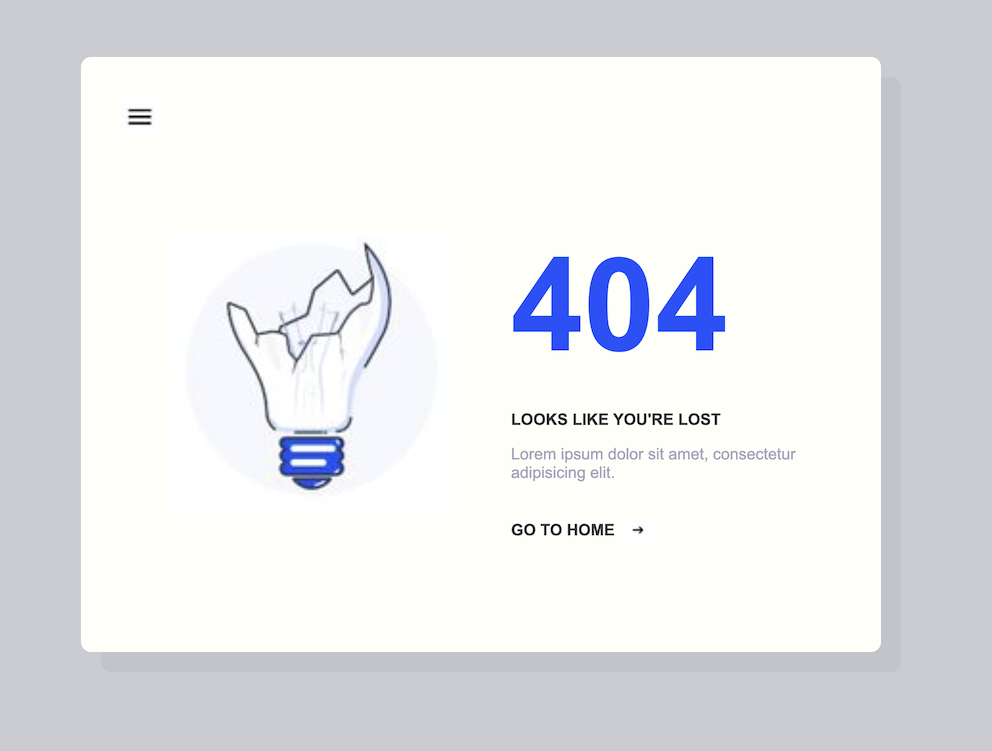 404
LOOKS LIKE YOU'RE LOST
Lorem ipsum dolor sit amet, consectetur
adipisicing elit.
GO TO HOME ➔